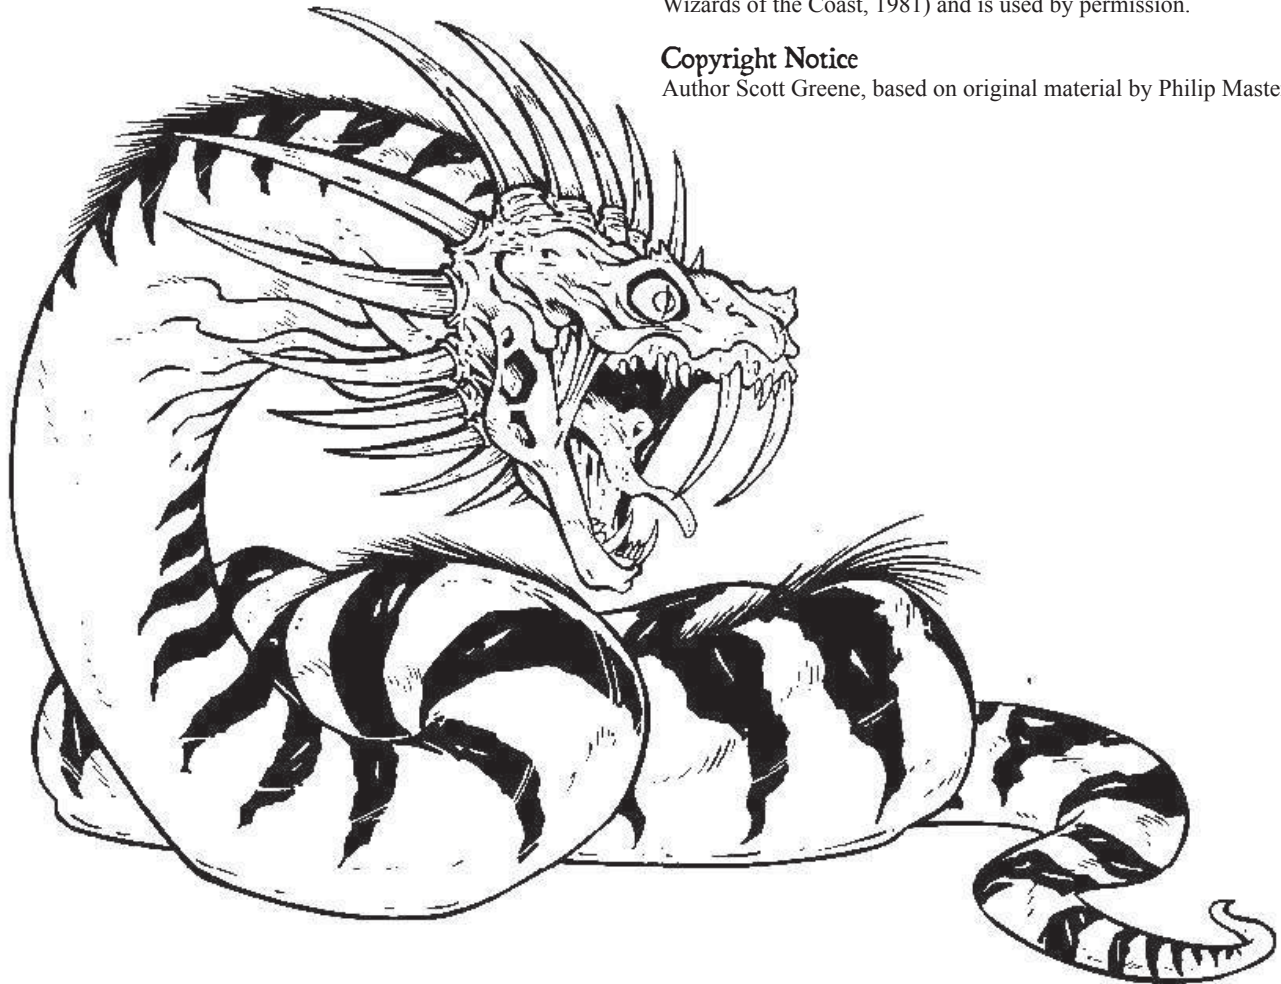 Wizards of the Coast, 1981) and is used by permission.
Copyright Notice
Author Scott Greene, based on original material by Philip Maste